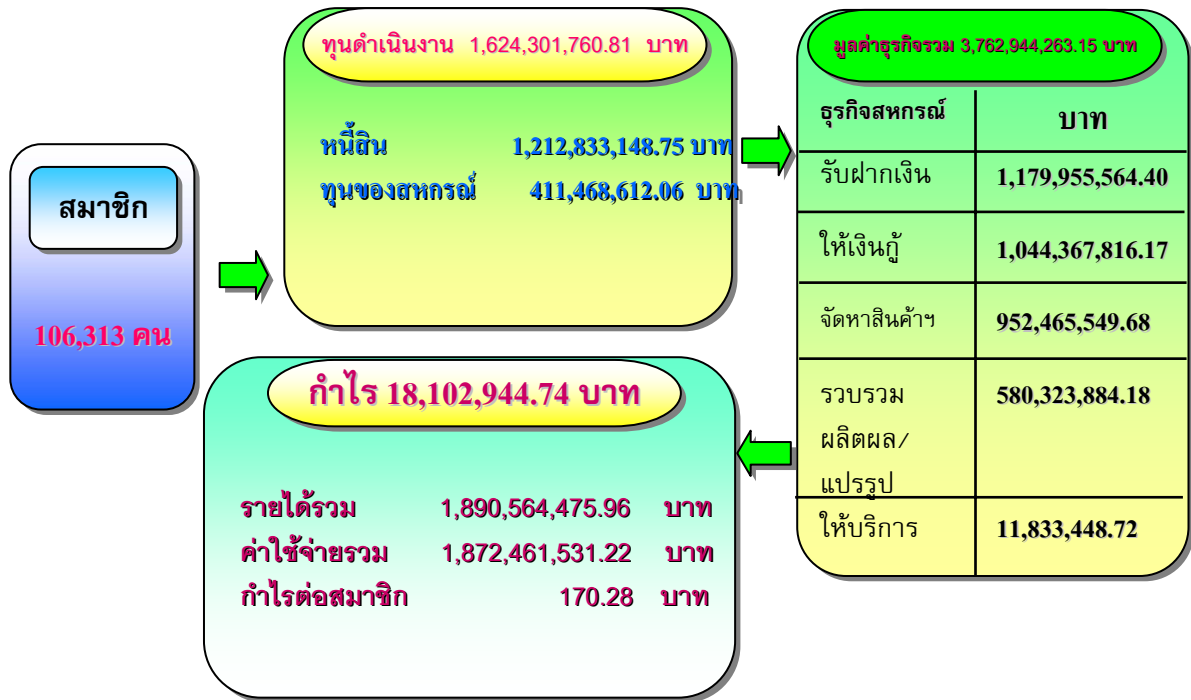 สมาชิก
106,313 คน
ทุนดำเนินงาน 1,624,301,760.81 บาท
หนี้สิน 1,212,833,148.75 บาท
ทุนของสหกรณ์ 411,468,612.06 บาท
มูลค่าธุรกิจรวม 3,762,944,263.15 บาท
ธุรกิจสหกรณ์ บาท
รับฝากเงิน 1,179,955,564.40
ให้เงินกู้ 1,044,367,816.17
จัดหาสินค้าฯ 952,465,549.68
รวบรวม 580,323,884.18
ผลิตผล/
แปรรูป
ให้บริการ 11,833,448.72
กำไร 18,102,944.74 บาท
รายได้รวม 1,890,564,475.96 บาท
ค่าใช้จ่ายรวม 1,872,461,531.22 บาท
กำไรต่อสมาชิก 170.28 บาท